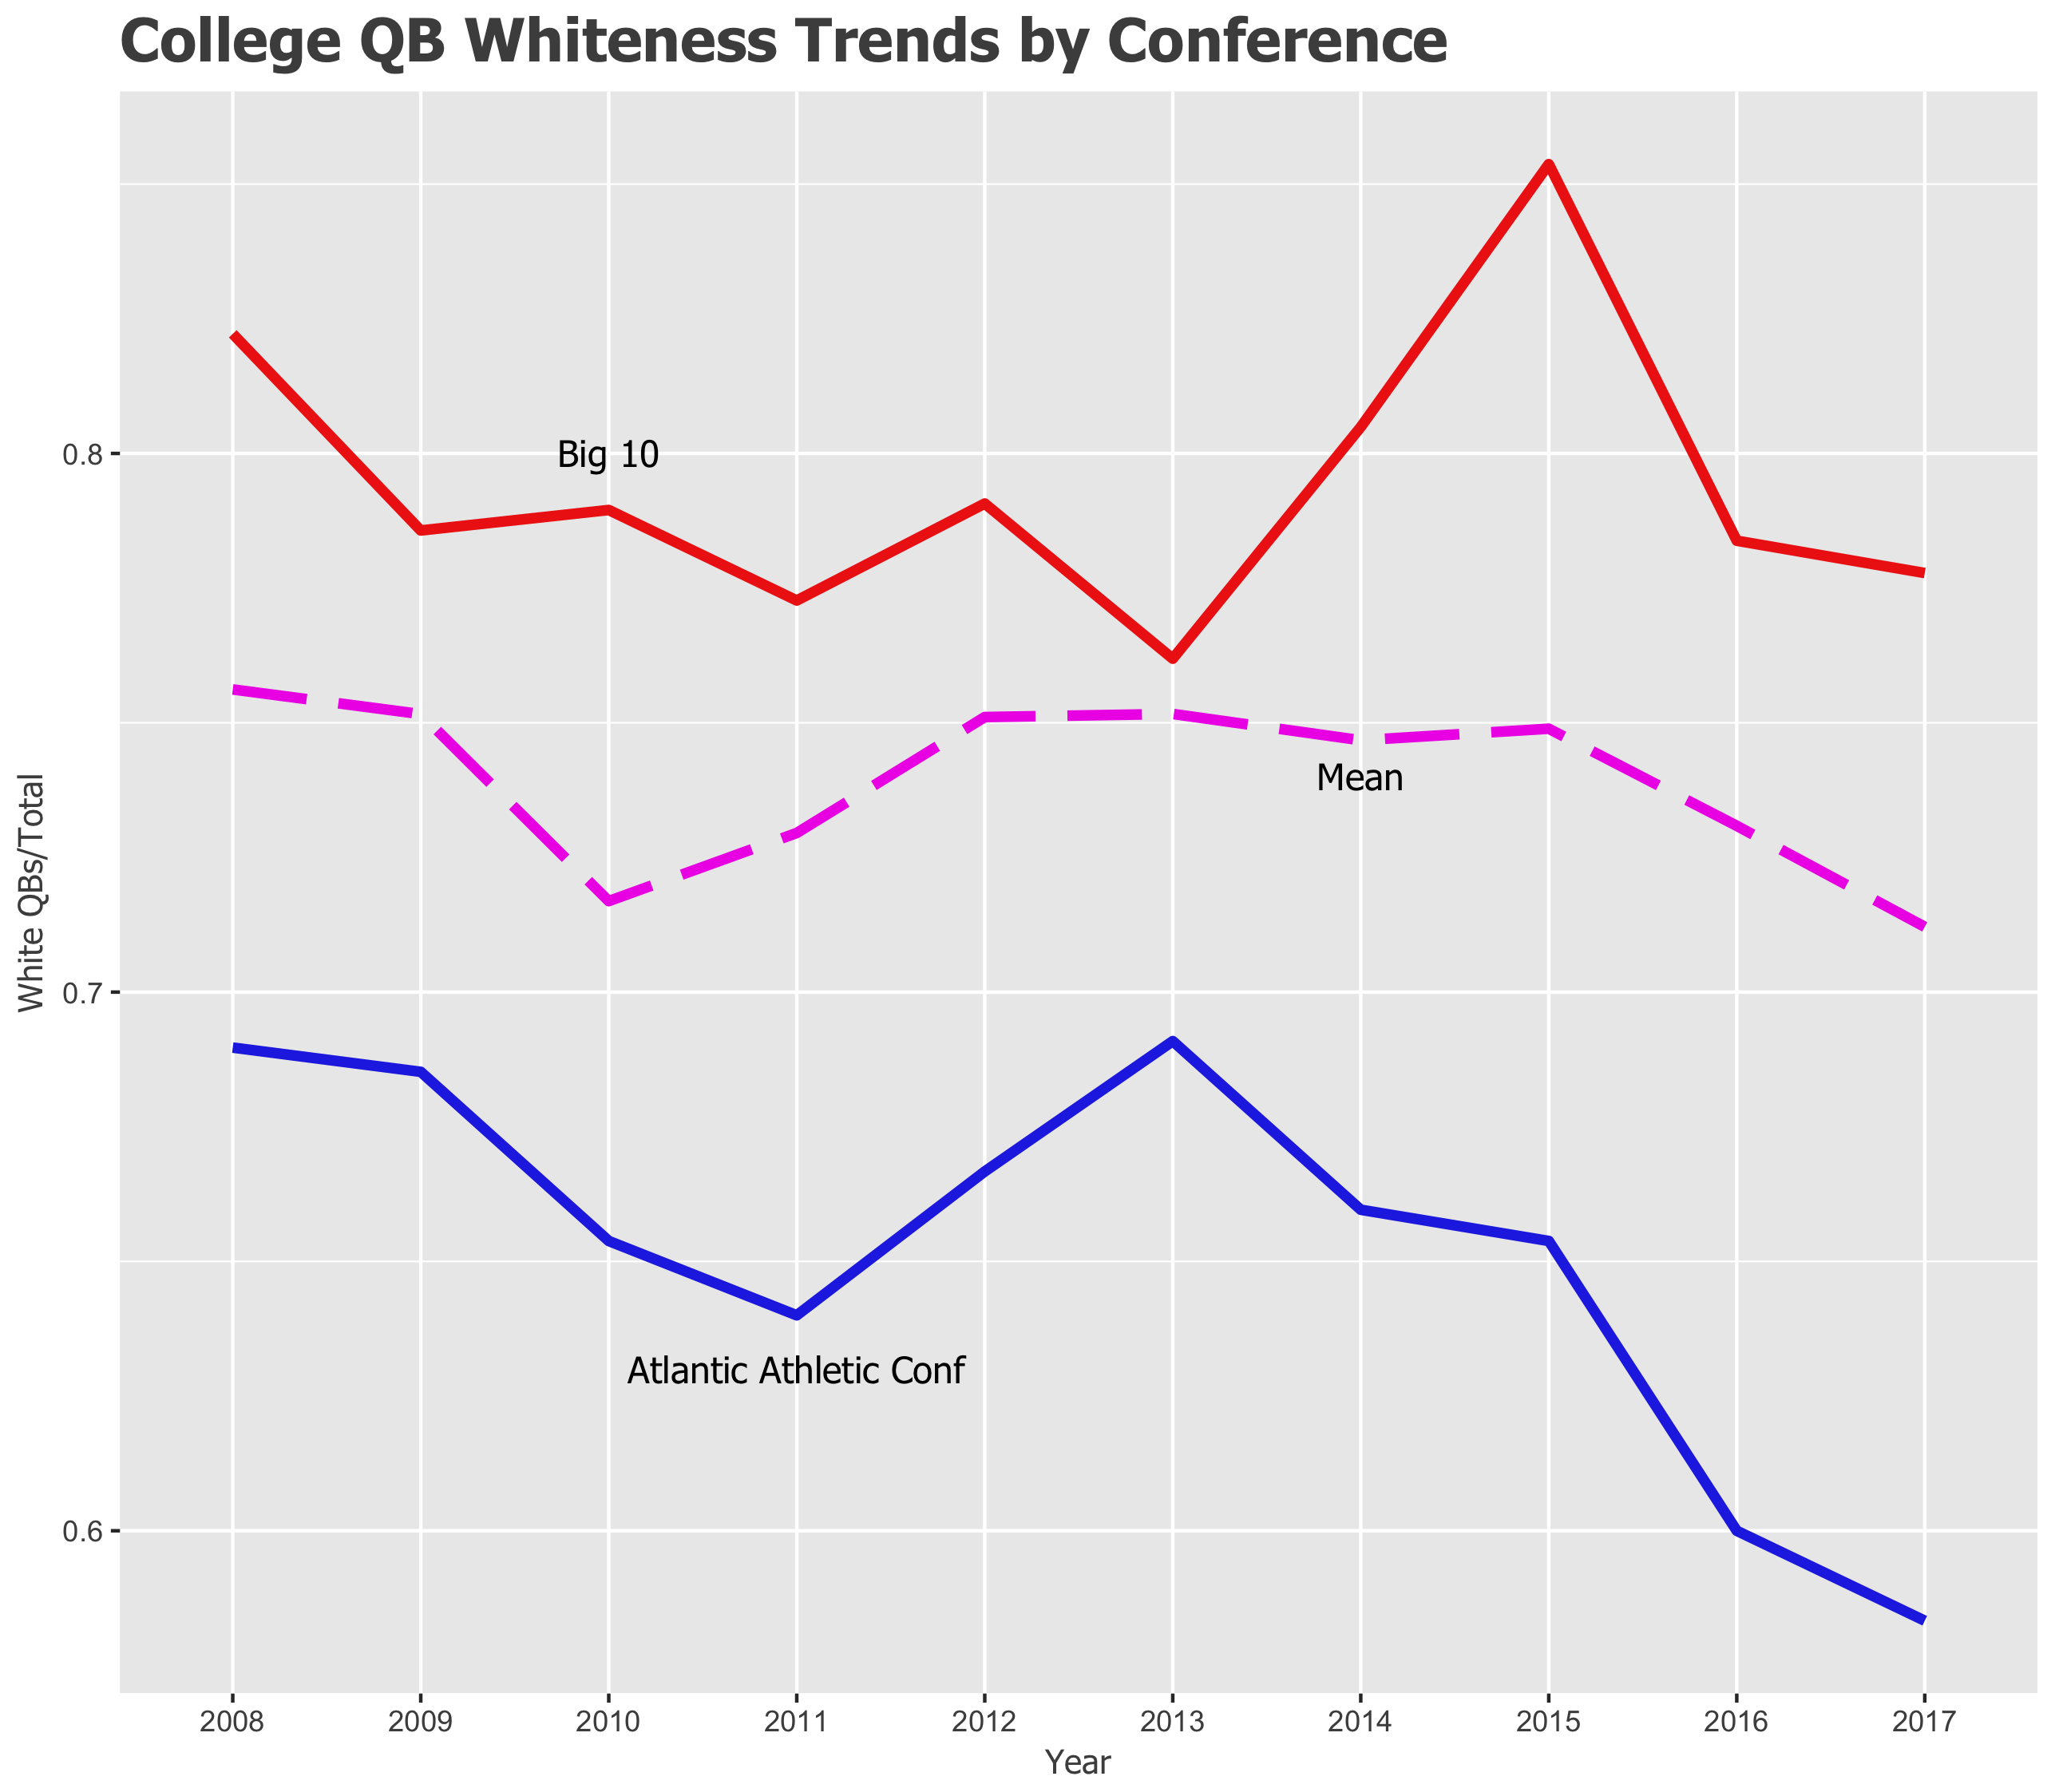 College QB Whiteness Trends by Conference
Big 10
Mean
Atlantic Athletic Conf
White QBs/Total
0.8
0.7
0.6
2008 2009 2010 2011 2012 2013 2014 2015 2016 2017
Year